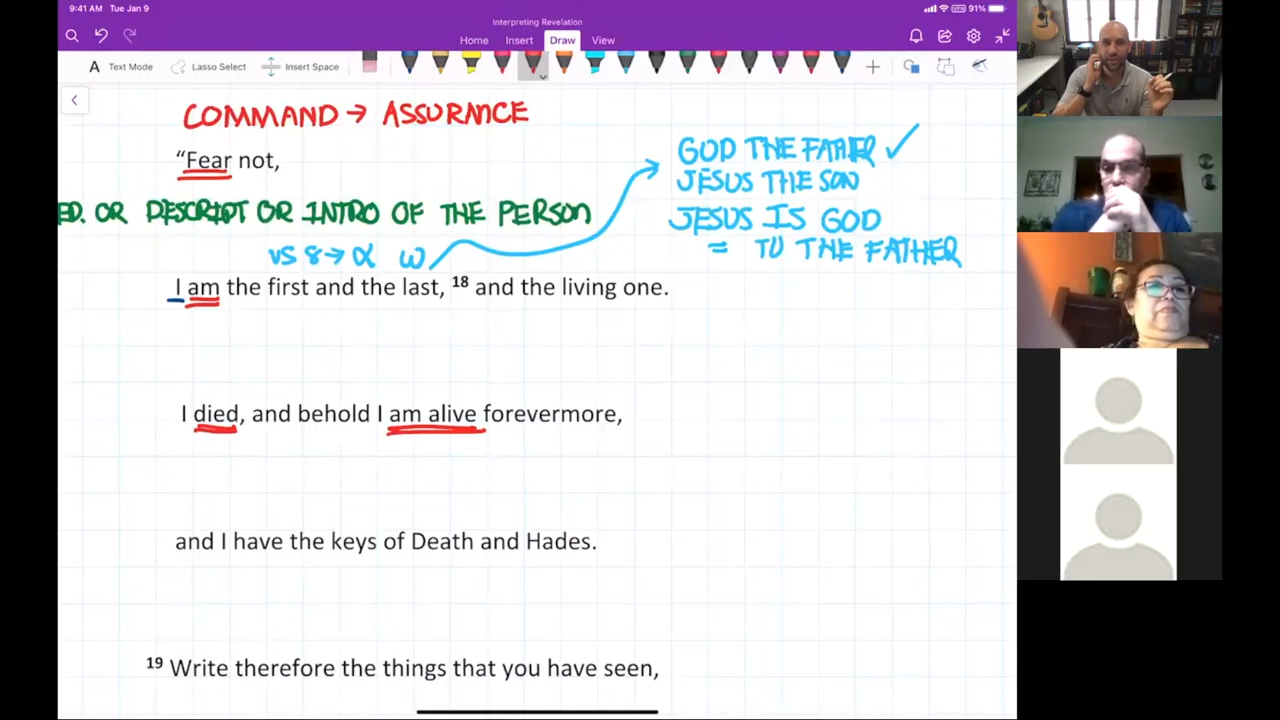 9:41 AM Tue Jan 9
91%
Interpreting Revelation
Home Insert Draw View
A Text Mode Lasso Select Insert Space
COMMAND → ASSURANCE
“Fear not,
GOD THE FATHER ✓
JESUS THE SON
ED. OR DESCRIPT OR INTRO OF THE PERSON
JESUS IS GOD
= TO THE FATHER
vs 8 → α ω
I am the first and the last, 18 and the living one.
I died, and behold I am alive forevermore,
and I have the keys of Death and Hades.
19 Write therefore the things that you have seen,